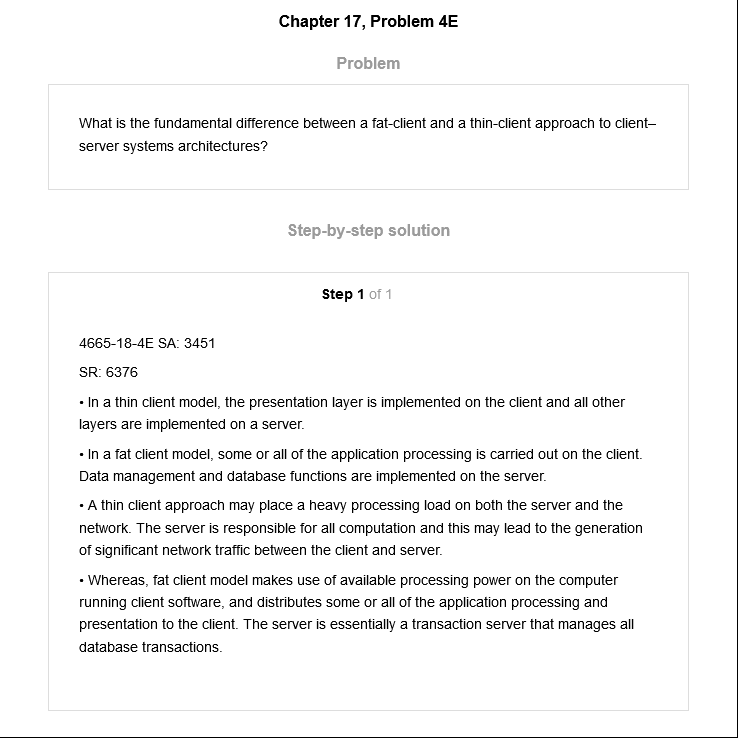 Chapter 17, Problem 4E
Problem
What is the fundamental difference between a fat-client and a thin-client approach to client–
server systems architectures?
Step-by-step solution
Step 1 of 1
4665-18-4E SA: 3451
SR: 6376
• In a thin client model, the presentation layer is implemented on the client and all other
layers are implemented on a server.
• In a fat client model, some or all of the application processing is carried out on the client.
Data management and database functions are implemented on the server.
• A thin client approach may place a heavy processing load on both the server and the
network. The server is responsible for all computation and this may lead to the generation
of significant network traffic between the client and server.
• Whereas, fat client model makes use of available processing power on the computer
running client software, and distributes some or all of the application processing and
presentation to the client. The server is essentially a transaction server that manages all
database transactions.